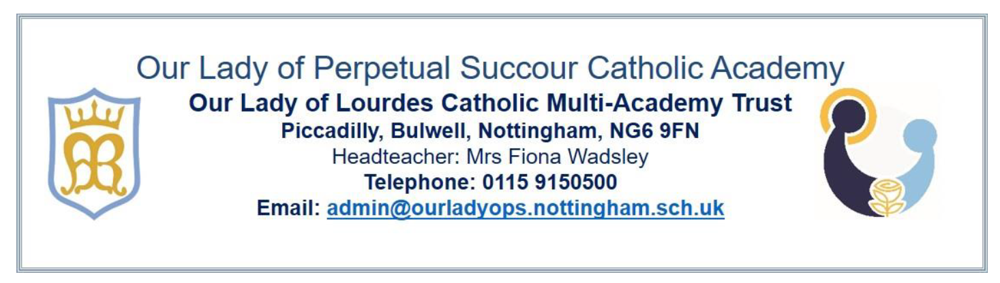 Our Lady of Perpetual Succour Catholic Academy
Our Lady of Lourdes Catholic Multi-Academy Trust
Piccadilly, Bulwell, Nottingham, NG6 9FN
Headteacher: Mrs Fiona Wadsley
Telephone: 0115 9150500
Email: admin@ourladyops.nottingham.sch.uk